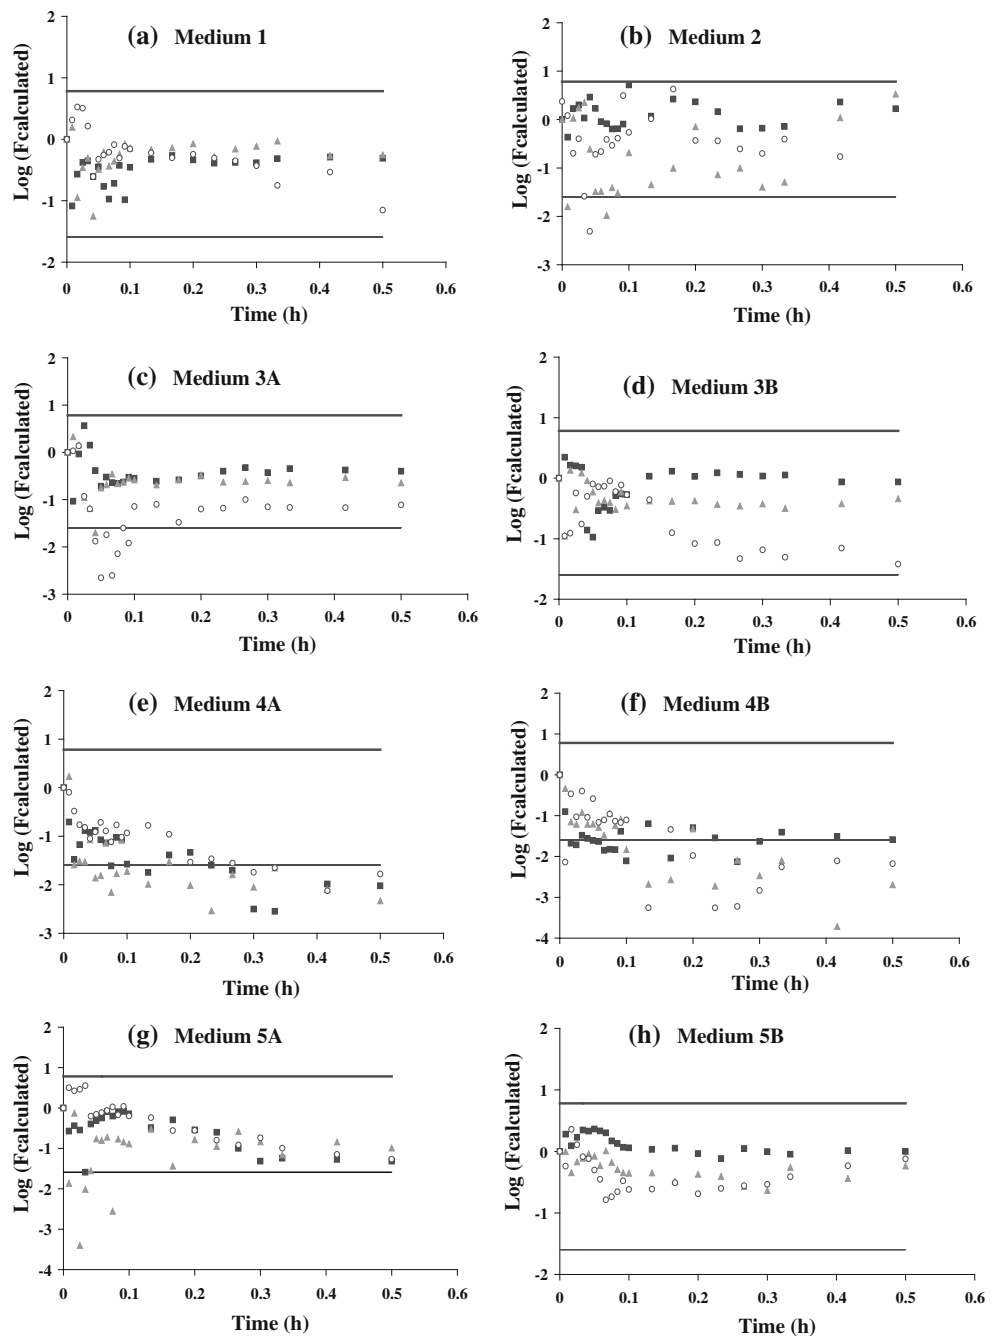 (a) Medium 1
Log (Fcalculated)
2
1
0
-1
-2
0 0.1 0.2 0.3 0.4 0.5 0.6
Time (h)
(b) Medium 2
Log (Fcalculated)
2
1
0
-1
-2
-3
0 0.1 0.2 0.3 0.4 0.5 0.6
Time (h)
(c) Medium 3A
Log (Fcalculated)
2
1
0
-1
-2
-3
0 0.1 0.2 0.3 0.4 0.5 0.6
Time (h)
(d) Medium 3B
Log (Fcalculated)
2
1
0
-1
-2
0 0.1 0.2 0.3 0.4 0.5 0.6
Time (h)
(e) Medium 4A
Log (Fcalculated)
2
1
0
-1
-2
-3
0 0.1 0.2 0.3 0.4 0.5 0.6
Time (h)
(f) Medium 4B
Log (Fcalculated)
2
1
0
-1
-2
-3
-4
0 0.1 0.2 0.3 0.4 0.5 0.6
Time (h)
(g) Medium 5A
Log (Fcalculated)
2
1
0
-1
-2
-3
-4
0 0.1 0.2 0.3 0.4 0.5 0.6
Time (h)
(h) Medium 5B
Log (Fcalculated)
2
1
0
-1
-2
0 0.1 0.2 0.3 0.4 0.5 0.6
Time (h)